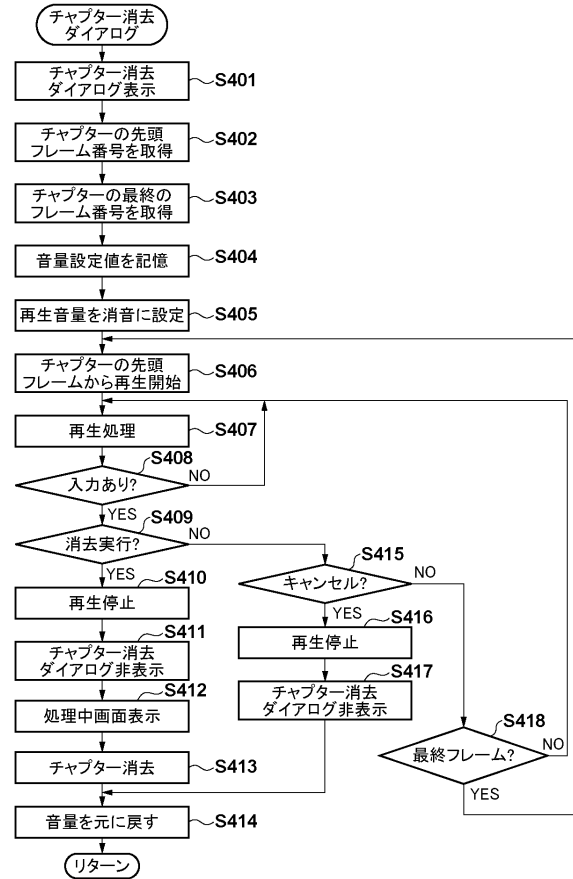 チャプター消去
ダイアログ
チャプター消去
ダイアログ表示
S401
チャプターの先頭
フレーム番号を取得
S402
チャプターの最終の
フレーム番号を取得
S403
音量設定値を記憶
S404
再生音量を消音に設定
S405
チャプターの先頭
フレームから再生開始
S406
再生処理
S407
S408
入力あり?
NO
YES
S409
消去実行?
NO
YES
S410
再生停止
S411
チャプター消去
ダイアログ非表示
S412
処理中画面表示
チャプター消去
S413
音量を元に戻す
S414
リターン
S415
キャンセル?
NO
YES
S416
再生停止
S417
チャプター消去
ダイアログ非表示
S418
最終フレーム?
NO
YES